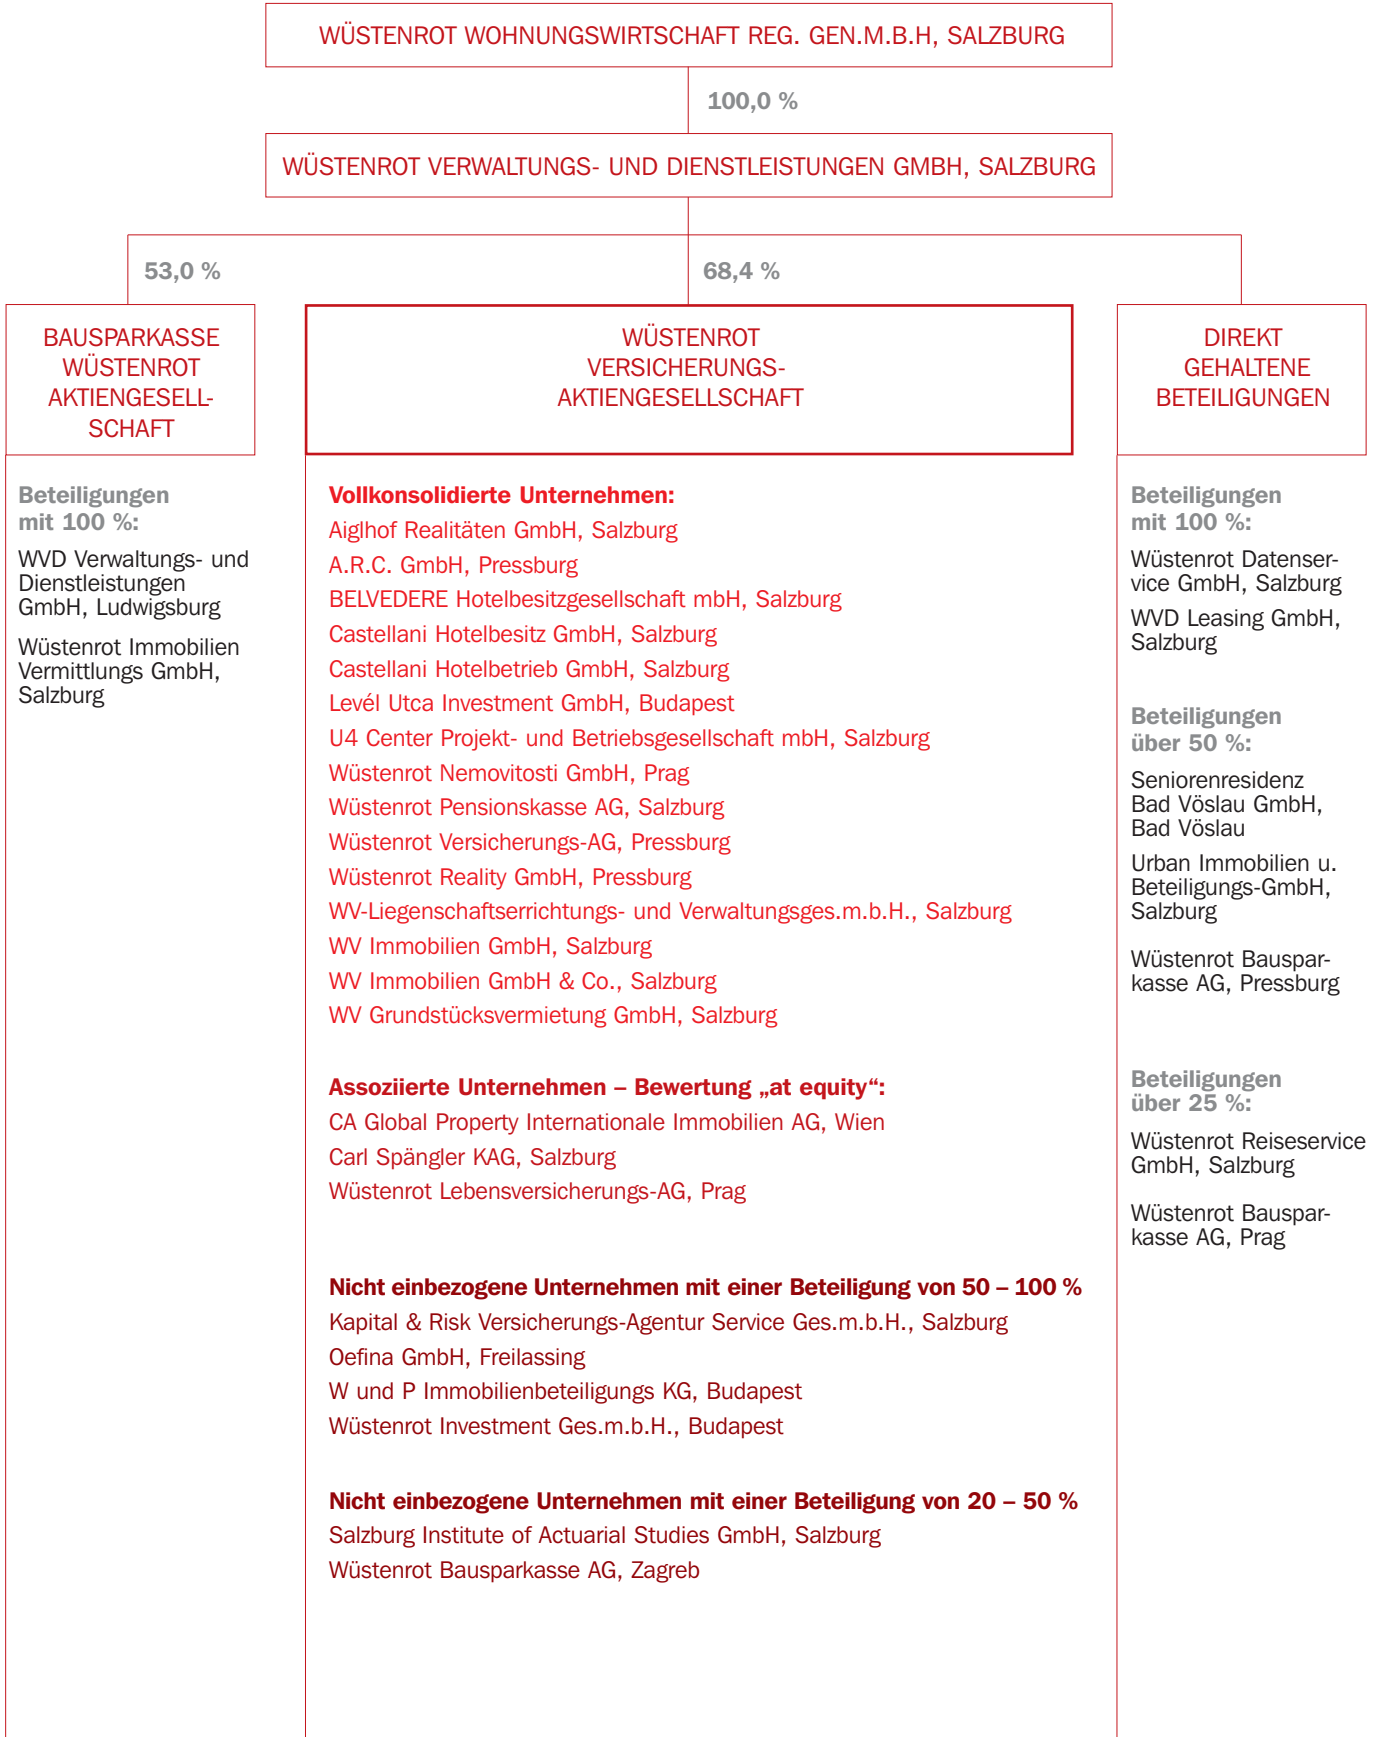 WÜSTENROT WOHNUNGSWIRTSCHAFT REG. GEN.M.B.H, SALZBURG
100,0 %
WÜSTENROT VERWALTUNGS- UND DIENSTLEISTUNGEN GMBH, SALZBURG
53,0 %
68,4 %
BAUSPARKASSE
WÜSTENROT
AKTIENGESELL-
SCHAFT
Beteiligungen
mit 100 %:
WVD Verwaltungs- und
Dienstleistungen
GmbH, Ludwigsburg
Wüstenrot Immobilien
Vermittlungs GmbH,
Salzburg
WÜSTENROT
VERSICHERUNGS-
AKTIENGESELLSCHAFT
Vollkonsolidierte Unternehmen:
Aiglhof Realitäten GmbH, Salzburg
A.R.C. GmbH, Pressburg
BELVEDERE Hotelbesitzgesellschaft mbH, Salzburg
Castellani Hotelbesitz GmbH, Salzburg
Castellani Hotelbetrieb GmbH, Salzburg
Levél Utca Investment GmbH, Budapest
U4 Center Projekt- und Betriebsgesellschaft mbH, Salzburg
Wüstenrot Nemovitosti GmbH, Prag
Wüstenrot Pensionskasse AG, Salzburg
Wüstenrot Versicherungs-AG, Pressburg
Wüstenrot Reality GmbH, Pressburg
WV-Liegenschaftserrichtungs- und Verwaltungsges.m.b.H., Salzburg
WV Immobilien GmbH, Salzburg
WV Immobilien GmbH & Co., Salzburg
WV Grundstücksvermietung GmbH, Salzburg
Assoziierte Unternehmen – Bewertung „at equity“:
CA Global Property Internationale Immobilien AG, Wien
Carl Spängler KAG, Salzburg
Wüstenrot Lebensversicherungs-AG, Prag
Nicht einbezogene Unternehmen mit einer Beteiligung von 50 – 100 %
Kapital & Risk Versicherungs-Agentur Service Ges.m.b.H., Salzburg
Oefina GmbH, Freilassing
W und P Immobilienbeteiligungs KG, Budapest
Wüstenrot Investment Ges.m.b.H., Budapest
Nicht einbezogene Unternehmen mit einer Beteiligung von 20 – 50 %
Salzburg Institute of Actuarial Studies GmbH, Salzburg
Wüstenrot Bausparkasse AG, Zagreb
DIREKT
GEHALTENE
BETEILIGUNGEN
Beteiligungen
mit 100 %:
Wüstenrot Datenser-
vice GmbH, Salzburg
WVD Leasing GmbH,
Salzburg
Beteiligungen
über 50 %:
Seniorenresidenz
Bad Vöslau GmbH,
Bad Vöslau
Urban Immobilien u.
Beteiligungs-GmbH,
Salzburg
Wüstenrot Bauspar-
kasse AG, Pressburg
Beteiligungen
über 25 %:
Wüstenrot Reiseservice
GmbH, Salzburg
Wüstenrot Bauspar-
kasse AG, Prag